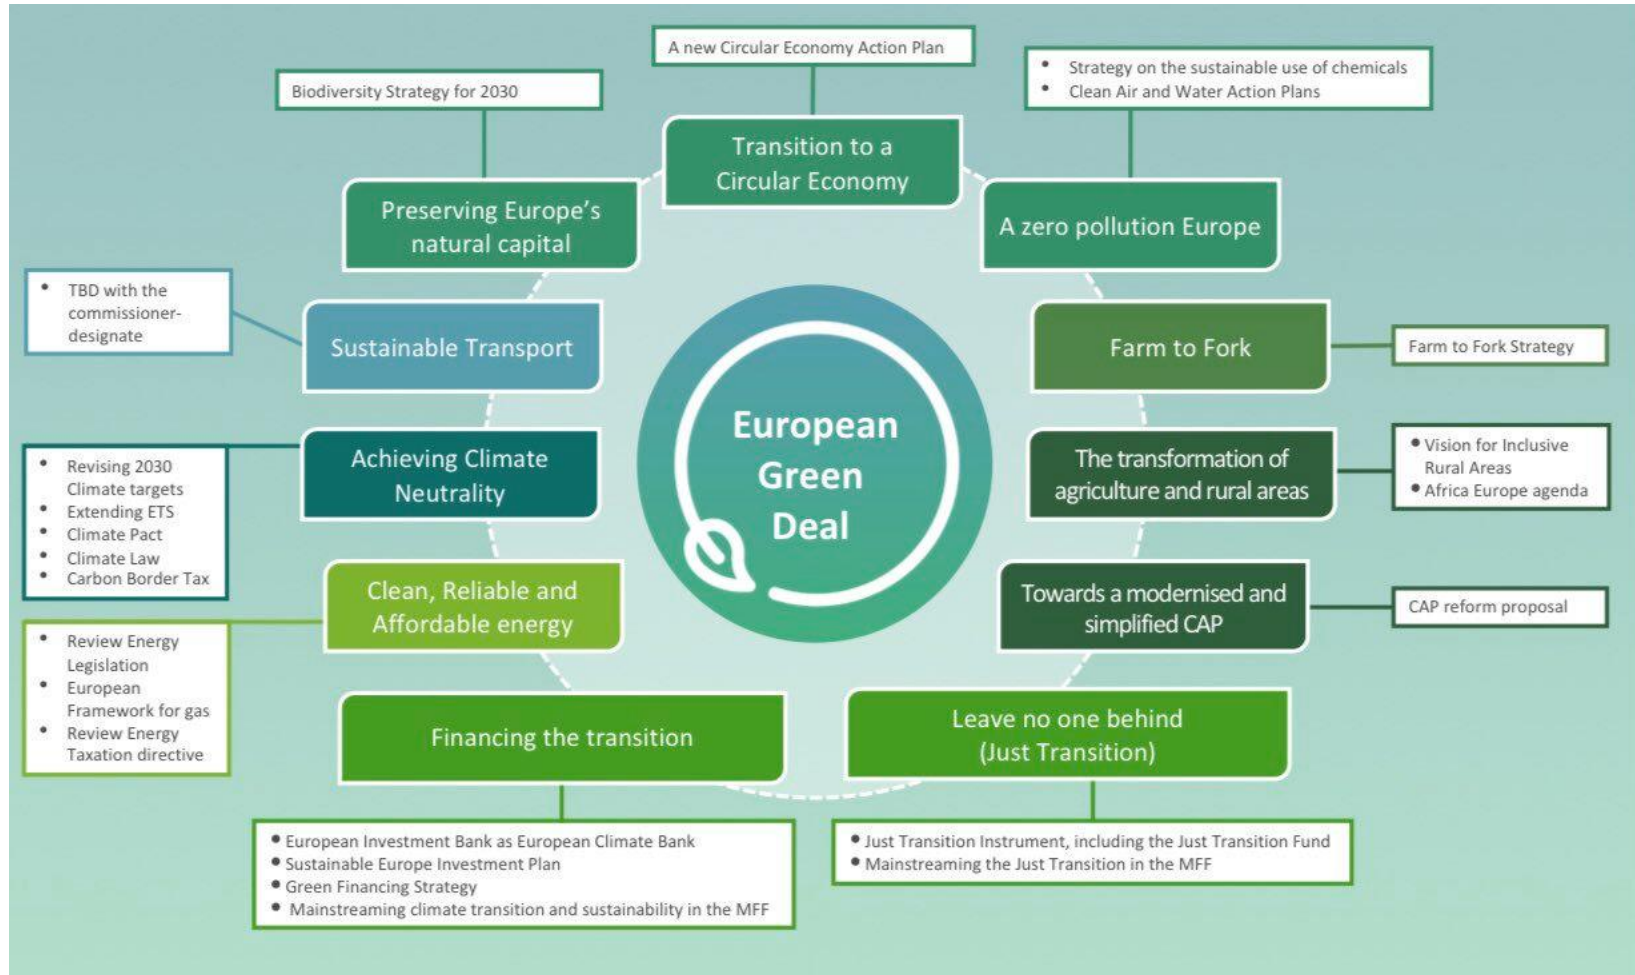 A new Circular Economy Action Plan
Biodiversity Strategy for 2030
• Strategy on the sustainable use of chemicals
• Clean Air and Water Action Plans
Transition to a
Circular Economy
Preserving Europe's
natural capital
A zero pollution Europe
• TBD with the
commissioner-
designate
Sustainable Transport
Farm to Fork
Farm to Fork Strategy
European
Green
Deal
• Revising 2030
Climate targets
• Extending ETS
• Climate Pact
• Climate Law
• Carbon Border Tax
Achieving Climate
Neutrality
The transformation of
agriculture and rural areas
• Vision for Inclusive
Rural Areas
• Africa Europe agenda
Clean, Reliable and
Affordable energy
Towards a modernised and
simplified CAP
CAP reform proposal
• Review Energy
Legislation
• European
Framework for gas
• Review Energy
Taxation directive
Financing the transition
Leave no one behind
(Just Transition)
• European Investment Bank as European Climate Bank
• Sustainable Europe Investment Plan
• Green Financing Strategy
• Mainstreaming climate transition and sustainability in the MFF
• Just Transition Instrument, including the Just Transition Fund
• Mainstreaming the Just Transition in the MFF